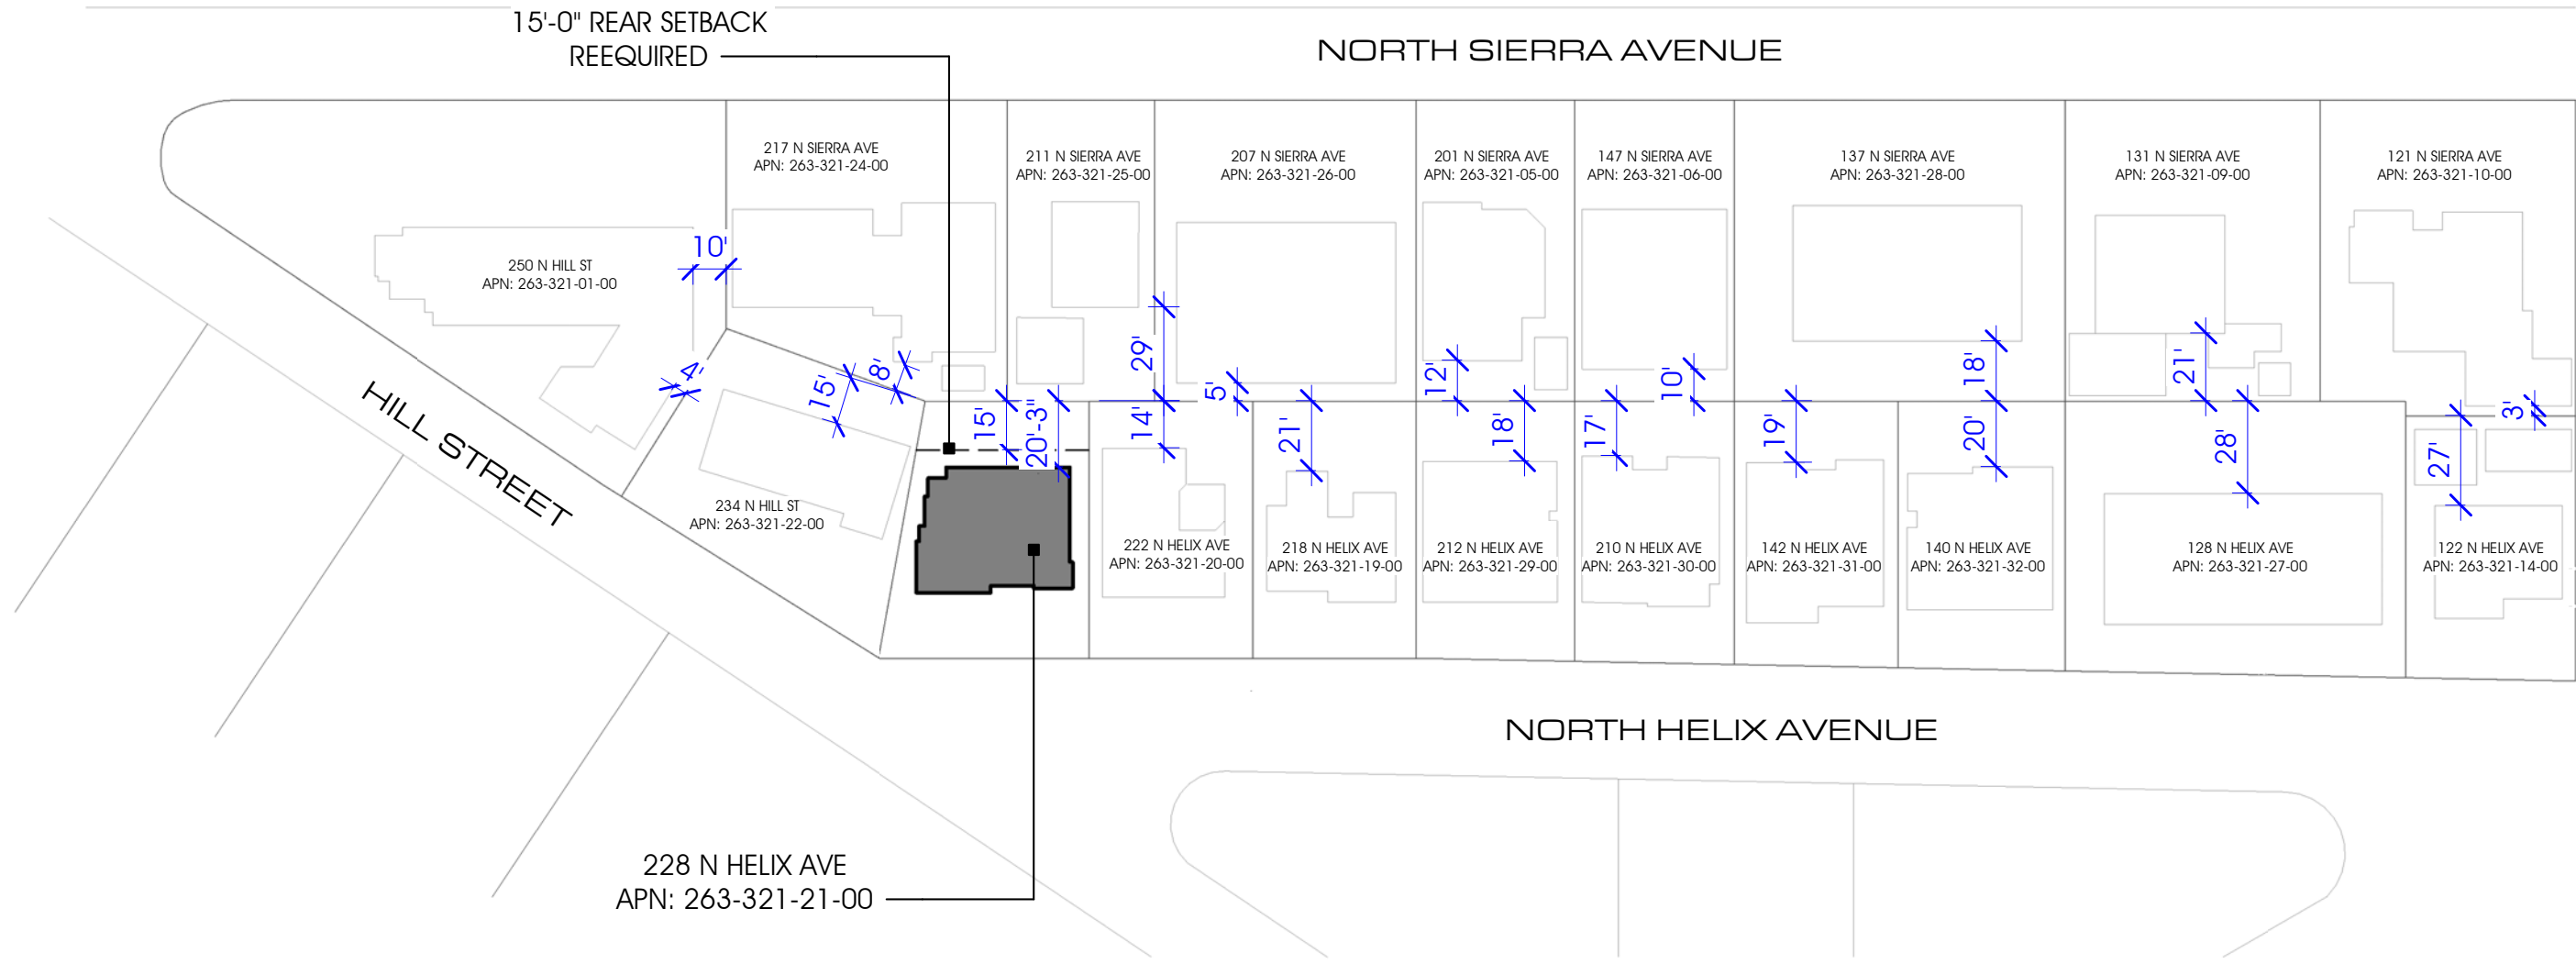 15'-0" REAR SETBACK
REEQUIRED
NORTH SIERRA AVENUE
217 N SIERRA AVE
APN: 263-321-24-00
211 N SIERRA AVE
APN: 263-321-25-00
207 N SIERRA AVE
APN: 263-321-26-00
201 N SIERRA AVE
APN: 263-321-05-00
147 N SIERRA AVE
APN: 263-321-06-00
137 N SIERRA AVE
APN: 263-321-28-00
131 N SIERRA AVE
APN: 263-321-09-00
121 N SIERRA AVE
APN: 263-321-10-00
250 N HILL ST
APN: 263-321-01-00
10'
4'
15'
8'
15'
20'-3"
29'
14'
5'
21'
12'
18'
17'
10'
19'
18'
20'
21'
28'
27'
3'
HILL STREET
234 N HILL ST
APN: 263-321-22-00
222 N HELIX AVE
APN: 263-321-20-00
218 N HELIX AVE
APN: 263-321-19-00
212 N HELIX AVE
APN: 263-321-29-00
210 N HELIX AVE
APN: 263-321-30-00
142 N HELIX AVE
APN: 263-321-31-00
140 N HELIX AVE
APN: 263-321-32-00
128 N HELIX AVE
APN: 263-321-27-00
122 N HELIX AVE
APN: 263-321-14-00
NORTH HELIX AVENUE
228 N HELIX AVE
APN: 263-321-21-00